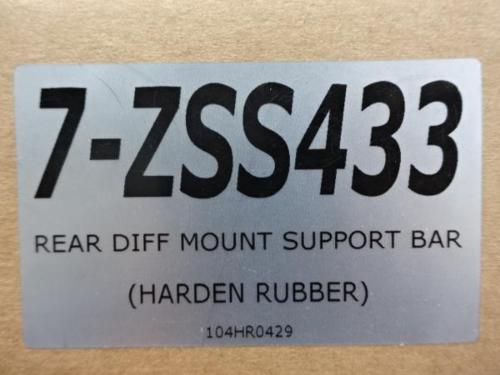 7-ZSS433
REAR DIFF MOUNT SUPPORT BAR
(HARDEN RUBBER)
104HR0429